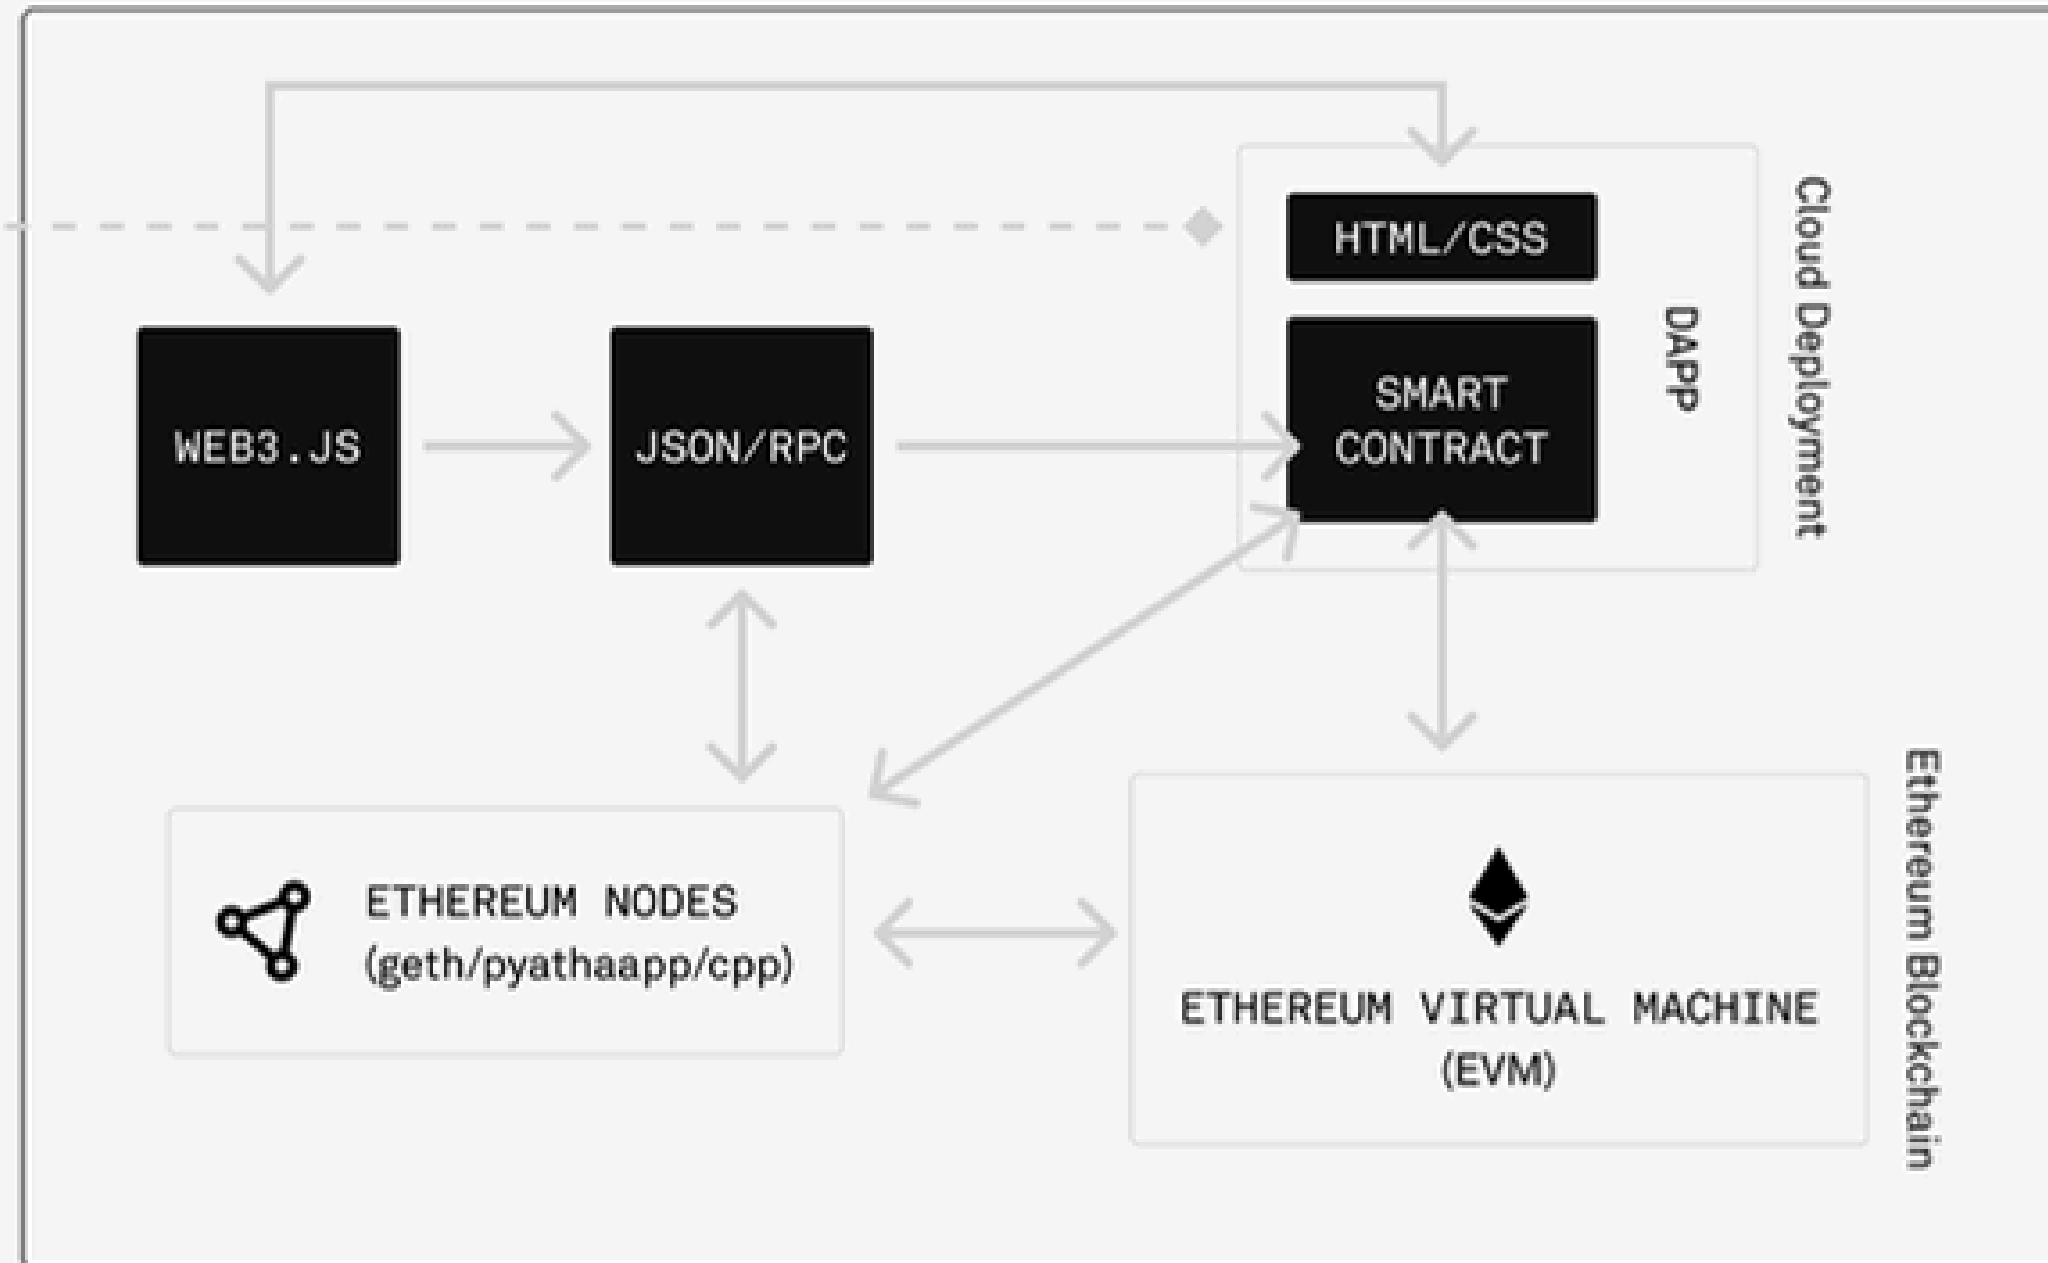 HTML/CSS
Cloud Deployment
DAPP
SMART
CONTRACT
WEB3.JS
JSON/RPC
ETHEREUM NODES
(geth/pyathaapp/cpp)
ETHEREUM VIRTUAL MACHINE
(EVM)
Ethereum Blockchain